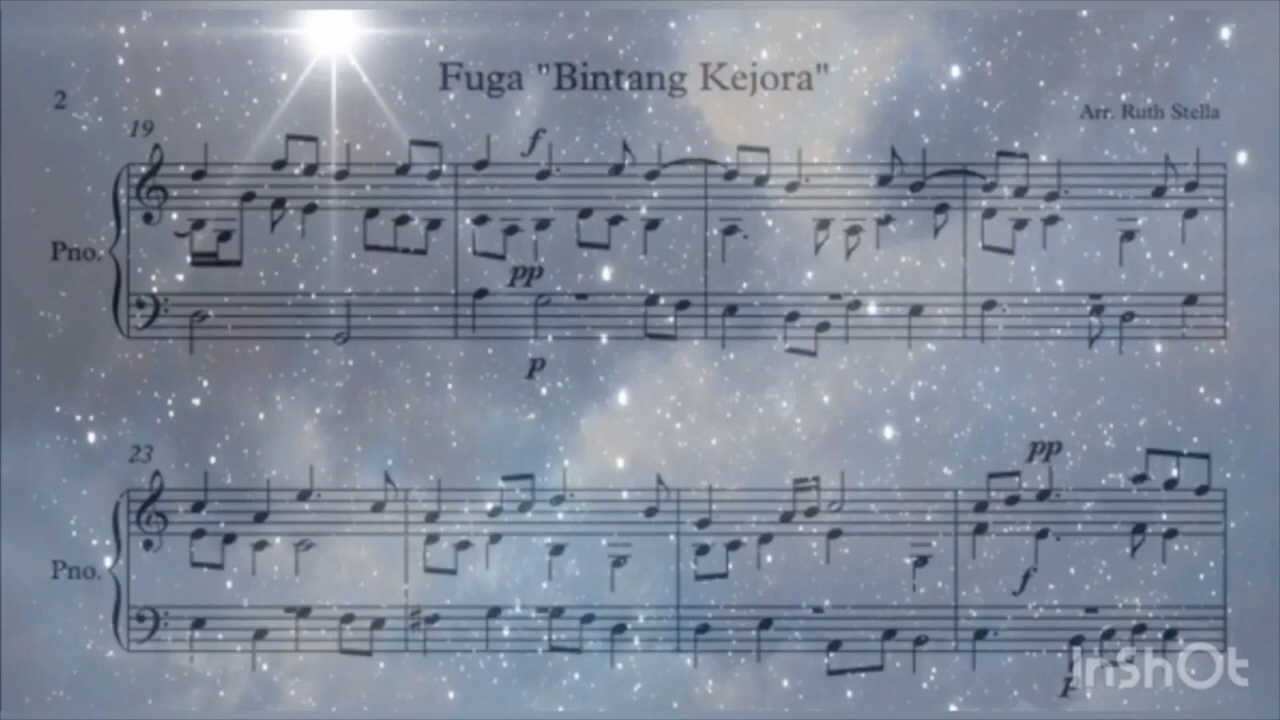 Fuga "Bintang Kejora"
2
Arr. Ruth Stella
19
f
Pno.
pp
p
23
pp
Pno.
f
p
InShOt